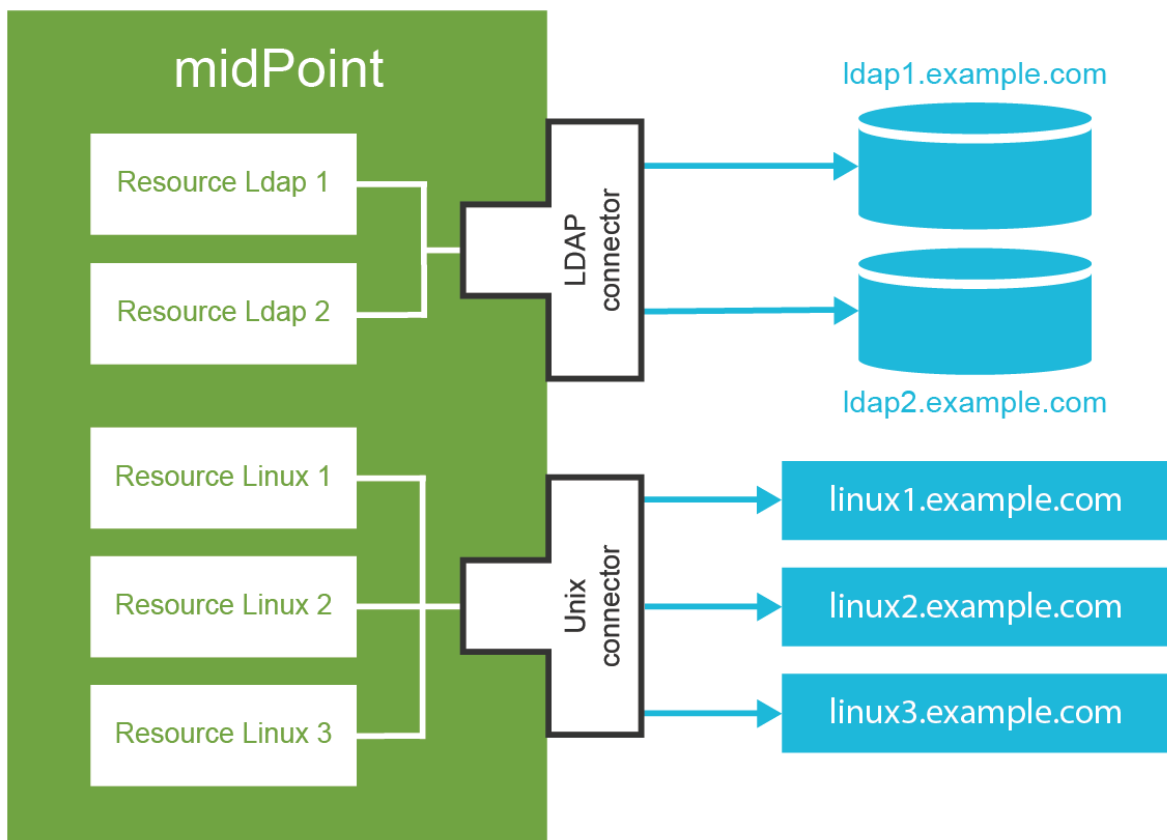 midPoint
ldap1.example.com
Resource Ldap 1
LDAP
connector
Resource Ldap 2
ldap2.example.com
Resource Linux 1
linux1.example.com
Unix
connector
Resource Linux 2
linux2.example.com
Resource Linux 3
linux3.example.com